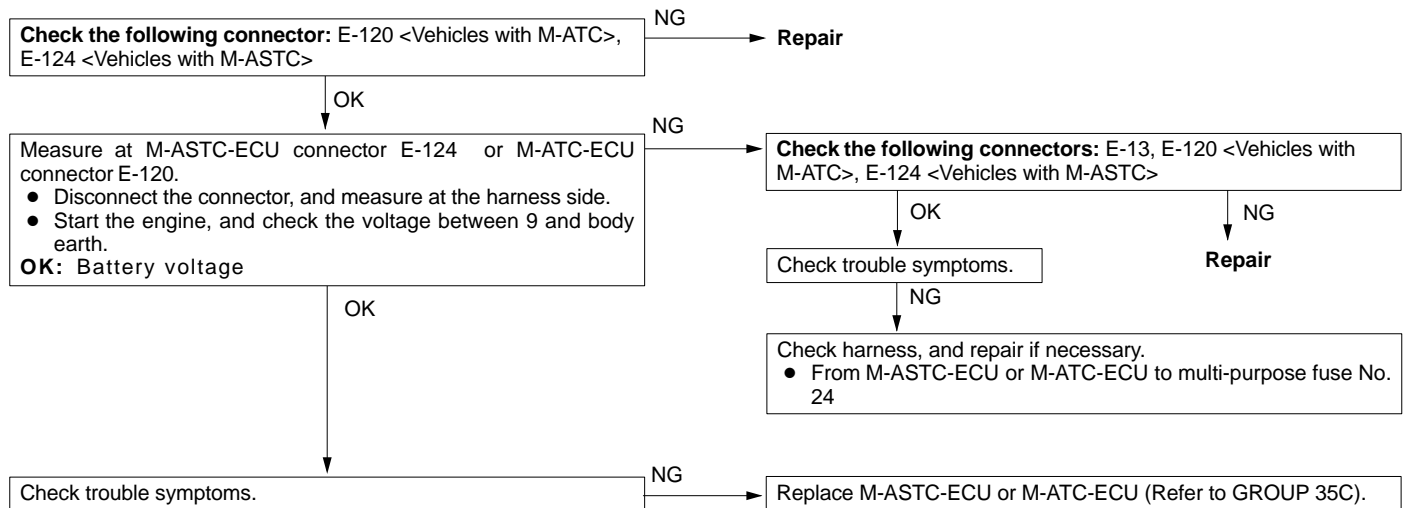 Check the following connector: E-120 <Vehicles with M-ATC>,
E-124 <Vehicles with M-ASTC>
NG
Repair
OK
Measure at M-ASTC-ECU connector E-124 or M-ATC-ECU
connector E-120.
● Disconnect the connector, and measure at the harness side.
● Start the engine, and check the voltage between 9 and body
earth.
OK: Battery voltage
NG
Check the following connectors: E-13, E-120 <Vehicles with
M-ATC>, E-124 <Vehicles with M-ASTC>
OK
NG
Check trouble symptoms.
Repair
NG
Check harness, and repair if necessary.
● From M-ASTC-ECU or M-ATC-ECU to multi-purpose fuse No.
24
OK
Check trouble symptoms.
NG
Replace M-ASTC-ECU or M-ATC-ECU (Refer to GROUP 35C).